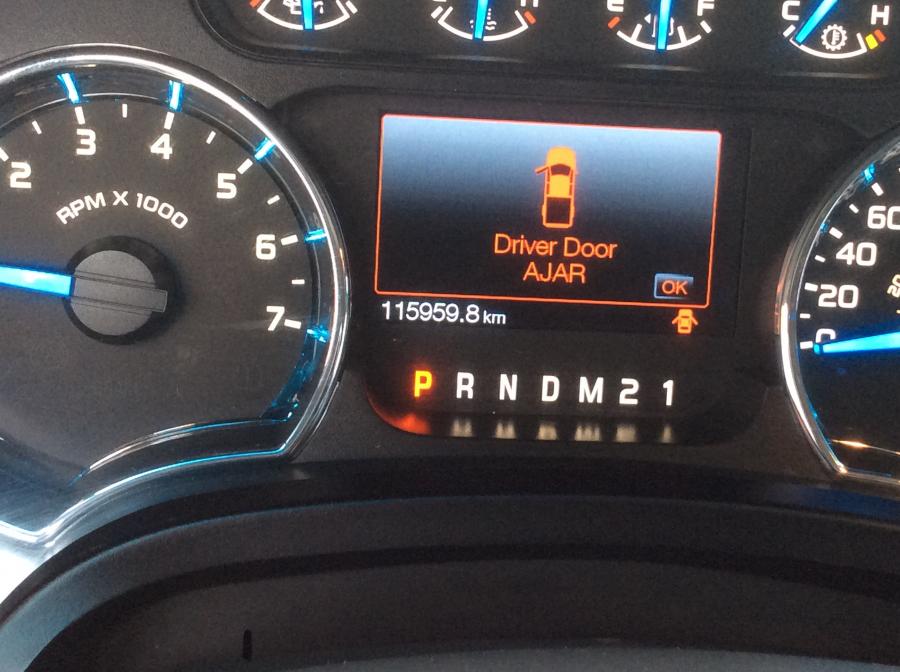 H
E F
C H
2 3 4 5 6 7
RPM X 1000
Driver Door
AJAR
OK
115959.8 km
P R N D M 2 1
60
40
20
0